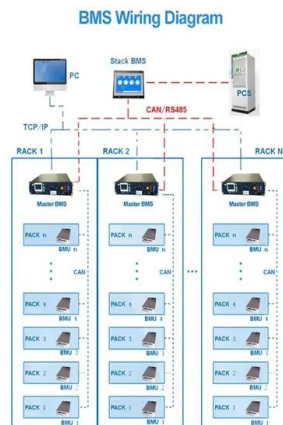 BMS Wiring Diagram
PC
Stack BMS
PCS
CAN/RS485
TCP/IP
RACK 1
RACK 2
RACK N
Master BMS
Master BMS
Master BMS
PACK n
BMU n
PACK n
BMU n
PACK n
BMU n
CAN
CAN
CAN
PACK 4
BMU 4
PACK 4
BMU 4
PACK 4
BMU 4
PACK 3
BMU 3
PACK 3
BMU 3
PACK 3
BMU 3
PACK 2
BMU 2
PACK 2
BMU 2
PACK 2
BMU 2
PACK 1
BMU 1
PACK 1
BMU 1
PACK 1
BMU 1